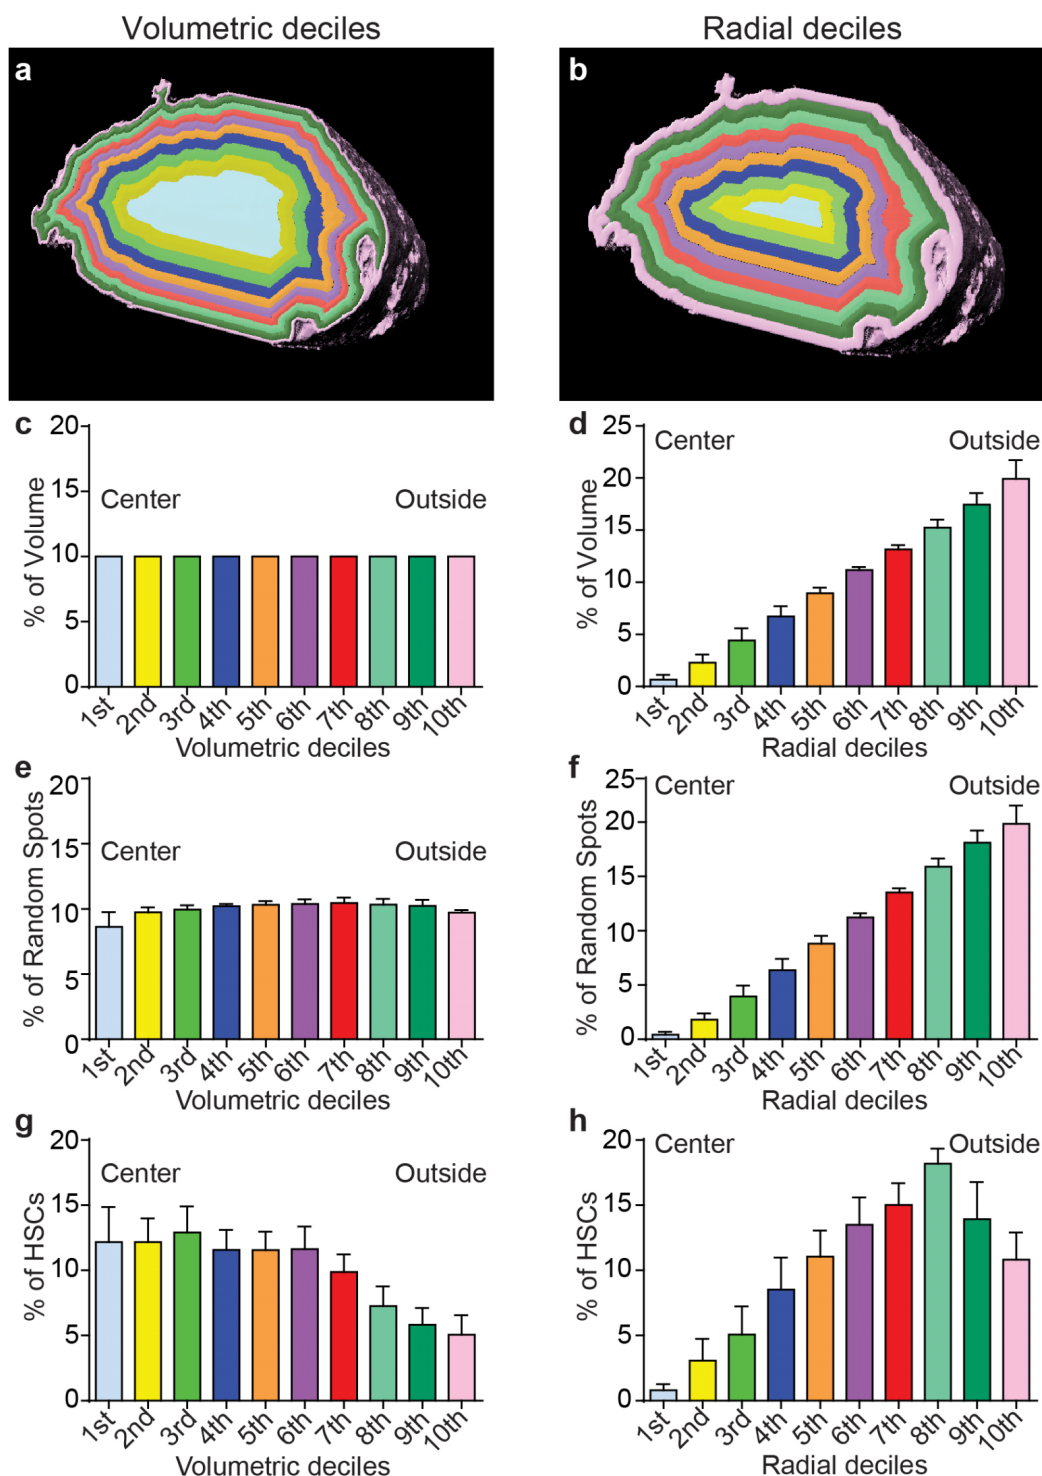 Volumetric deciles
Radial deciles
a
b
c
20
15
10
5
0
% of Volume
Center
Outside
1st 2nd 3rd 4th 5th 6th 7th 8th 9th 10th
Volumetric deciles
d
25
20
15
10
5
0
% of Volume
Center
Outside
1st 2nd 3rd 4th 5th 6th 7th 8th 9th 10th
Radial deciles
e
20
15
10
5
0
% of Random Spots
Center
Outside
1st 2nd 3rd 4th 5th 6th 7th 8th 9th 10th
Volumetric deciles
f
25
20
15
10
5
0
% of Random Spots
Center
Outside
1st 2nd 3rd 4th 5th 6th 7th 8th 9th 10th
Radial deciles
g
20
15
10
5
0
% of HSCs
Center
Outside
1st 2nd 3rd 4th 5th 6th 7th 8th 9th 10th
Volumetric deciles
h
20
15
10
5
0
% of HSCs
Center
Outside
1st 2nd 3rd 4th 5th 6th 7th 8th 9th 10th
Radial deciles